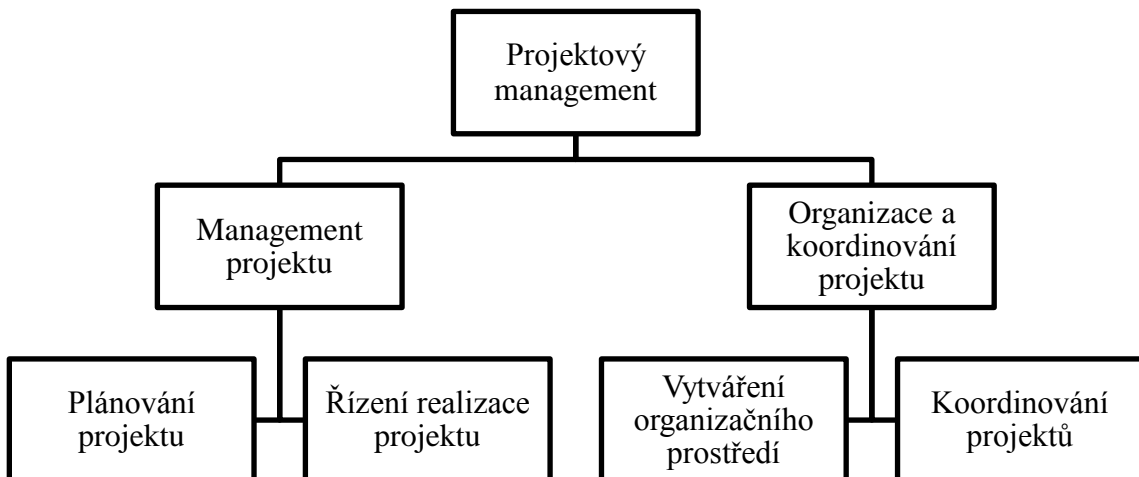 Projektový
management
Management
projektu
Organizace a
koordinování
projektu
Plánování
projektu
Řízení realizace
projektu
Vytváření
organizačního
prostředí
Koordinování
projektů